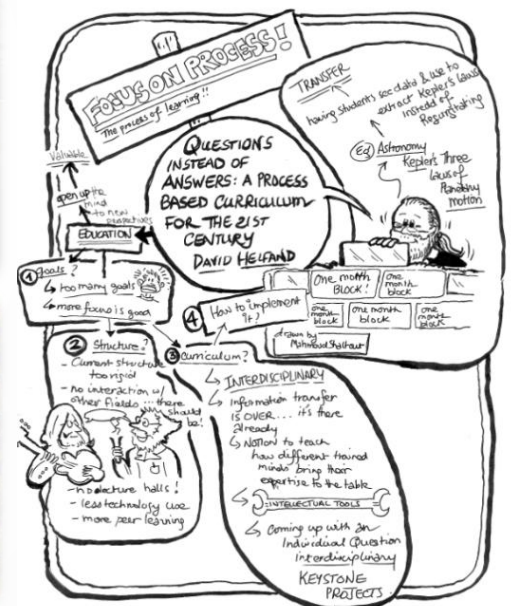 FOCUS ON PROCESS!
The process of learning!!
QUESTIONS
INSTEAD OF
ANSWERS: A PROCESS
BASED CURRICULUM
FOR THE 21ST
CENTURY
DAVID HELFAND
TRANSFER
having students see data & use to
extract Kepler's laws
instead of
Regurgitating
Astronomy
Kepler's Three
Laws of
Planetary
motion
One month
BLOCK!
One
month
block
one
month
block
One month
block
one
month
block
drawn by
Valuable
open up the
mind
to new
perspectives
EDUCATION
1 Goals?
too many goals
more focus is good
4 How to implement
it?
2 Structure?
- Current structure
too rigid
- no interaction w/
other fields ... there
should
be!
- no lecture halls!
- less technology use
- more peer learning
3 Curriculum?
INTERDISCIPLINARY
Information transfer
IS OVER... it's there
already
NOTION to teach
how different trained
minds bring their
expertise to the table
INTELLECTUAL TOOLS
Coming up with an
Individual Question
interdisciplinary
KEYSTONE
PROJECTS